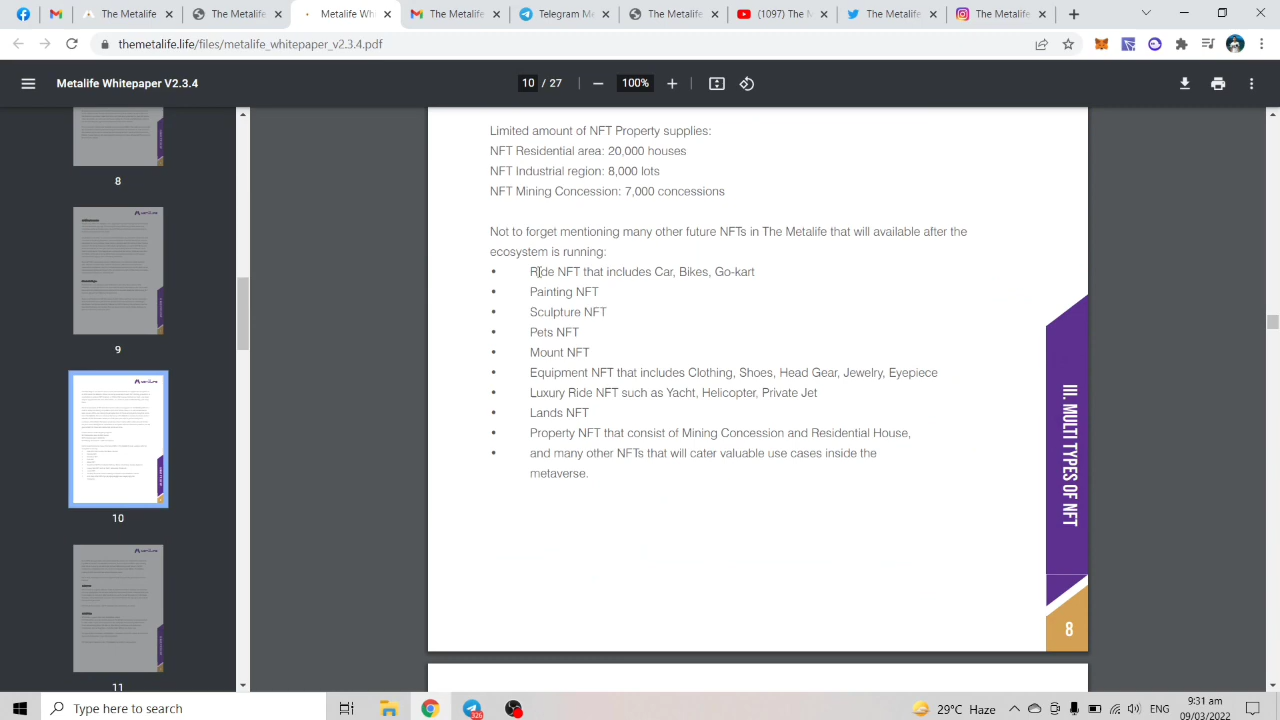 The Metalife
The Metalife
Metalife Wh
The Metalife
Telegram Me
The Metalife
(1097) The M
The Metalife
The Metalife
themetalife.life/files/metalife_whitepaper_v2.3.4.pdf
Metalife Whitepaper V2.3.4
10 / 27
100%
8
9
10
11
Limited amount of NFT Property supplies:
NFT Residential area: 20,000 houses
NFT Industrial region: 8,000 lots
NFT Mining Concession: 7,000 concessions
Not to forget mentioning many other future NFTs in The Metalife that will available after the
ecosystem is running:
• Ride NFT that includes Car, Bikes, Go-kart
• Painting NFT
• Sculpture NFT
• Pets NFT
• Mount NFT
• Equipment NFT that includes Clothing, Shoes, Head Gear, Jewelry, Eyepiece
• Luxury Ride NFT such as Yacht, Helicopter, Private Jet
• Lands NFT
• Property NFT that consist of Mining Concession and Residential House,
• and many other NFTs that will cater valuable use cases inside the
metaverse.
III. MULTI TYPES OF NFT
8
Type here to search
326
29°C Haze
ENG
9:31 am
09/03/2022